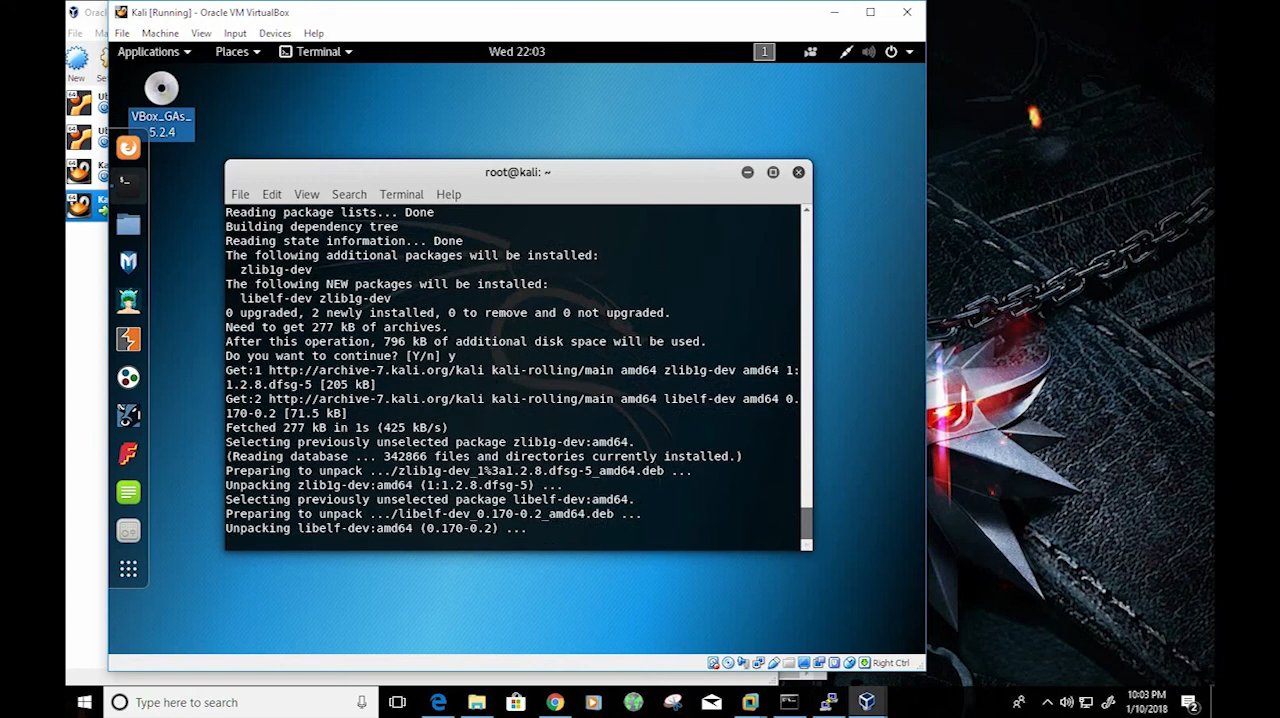 Orac
Kali [Running] - Oracle VM VirtualBox
File
Ma
File Machine View Input Devices Help
Applications Places Terminal Wed 22:03 1
New
Se
VBox_GAs_
5.2.4
Ub
Ub
Ka
Ka
root@kali: ~
File Edit View Search Terminal Help
Reading package lists... Done
Building dependency tree
Reading state information... Done
The following additional packages will be installed:
zlib1g-dev
The following NEW packages will be installed:
libelf-dev zlib1g-dev
0 upgraded, 2 newly installed, 0 to remove and 0 not upgraded.
Need to get 277 kB of archives.
After this operation, 796 kB of additional disk space will be used.
Do you want to continue? [Y/n] y
Get:1 http://archive-7.kali.org/kali kali-rolling/main amd64 zlib1g-dev amd64 1:
1.2.8.dfsg-5 [205 kB]
Get:2 http://archive-7.kali.org/kali kali-rolling/main amd64 libelf-dev amd64 0.
170-0.2 [71.5 kB]
Fetched 277 kB in 1s (425 kB/s)
Selecting previously unselected package zlib1g-dev:amd64.
(Reading database ... 342866 files and directories currently installed.)
Preparing to unpack .../zlib1g-dev_1%3a1.2.8.dfsg-5_amd64.deb ...
Unpacking zlib1g-dev:amd64 (1:1.2.8.dfsg-5) ...
Selecting previously unselected package libelf-dev:amd64.
Preparing to unpack .../libelf-dev_0.170-0.2_amd64.deb ...
Unpacking libelf-dev:amd64 (0.170-0.2) ...
Right Ctrl
Type here to search
10:03 PM
1/10/2018
2